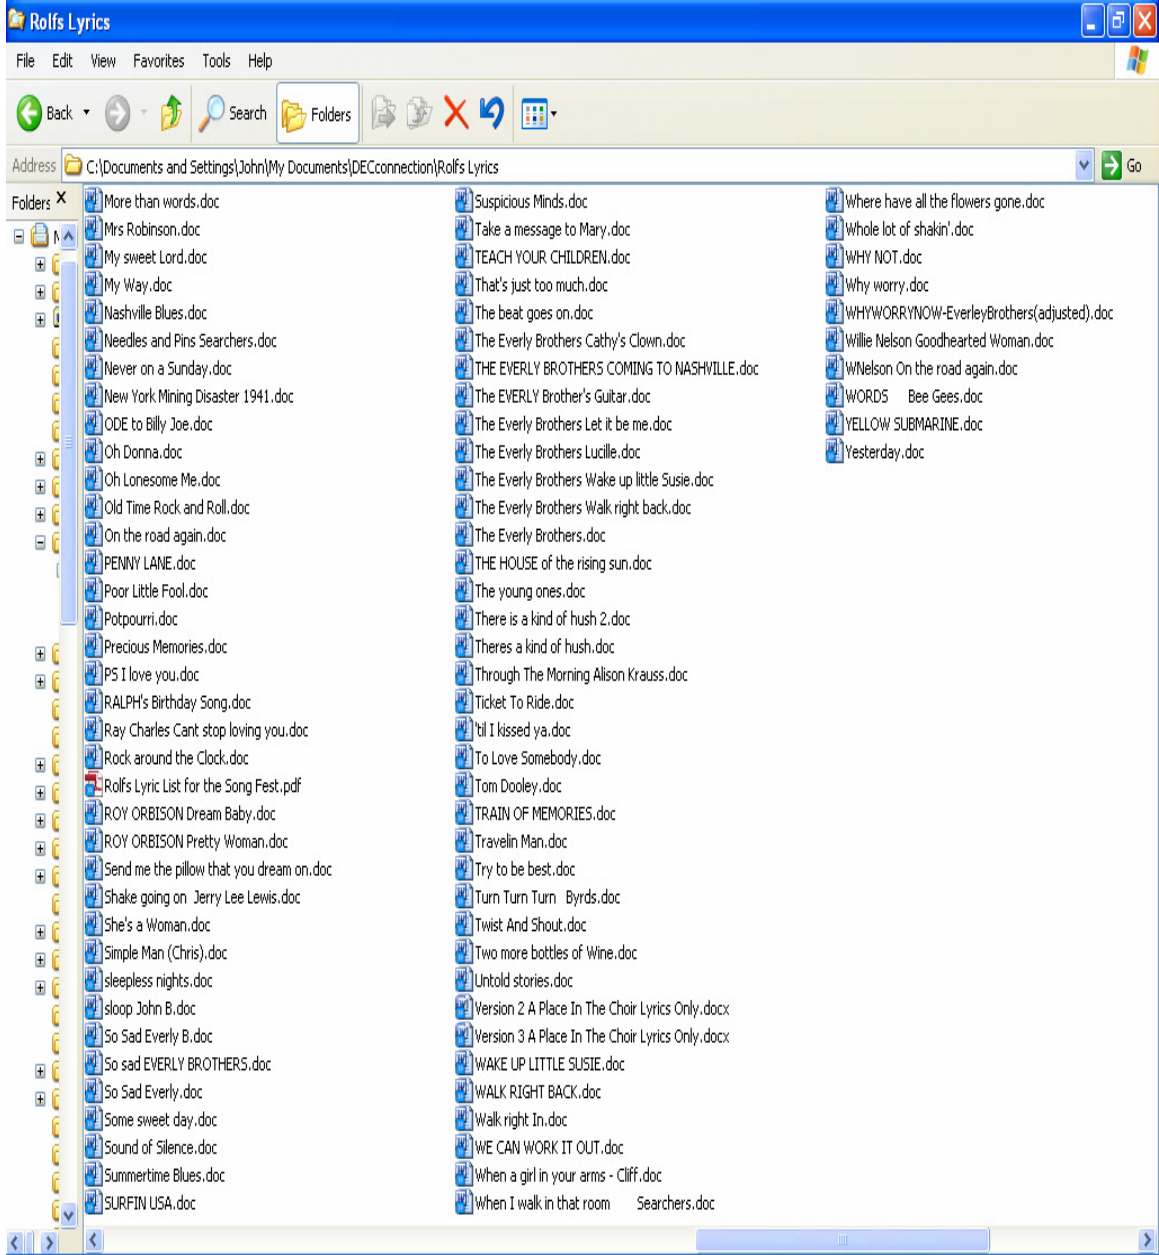 Rolfs Lyrics
File Edit View Favorites Tools Help
Back Search Folders
Address C:\Documents and Settings\John\My Documents\DECconnection\Rolfs Lyrics Go
Folders X
More than words.doc
Mrs Robinson.doc
My sweet Lord.doc
My Way.doc
Nashville Blues.doc
Needles and Pins Searchers.doc
Never on a Sunday.doc
New York Mining Disaster 1941.doc
ODE to Billy Joe.doc
Oh Donna.doc
Oh Lonesome Me.doc
Old Time Rock and Roll.doc
On the road again.doc
PENNY LANE.doc
Poor Little Fool.doc
Potpourri.doc
Precious Memories.doc
PS I love you.doc
RALPH's Birthday Song.doc
Ray Charles Cant stop loving you.doc
Rock around the Clock.doc
Rolfs Lyric List for the Song Fest.pdf
ROY ORBISON Dream Baby.doc
ROY ORBISON Pretty Woman.doc
Send me the pillow that you dream on.doc
Shake going on  Jerry Lee Lewis.doc
She's a Woman.doc
Simple Man (Chris).doc
sleepless nights.doc
sloop John B.doc
So Sad Everly B.doc
So sad EVERLY BROTHERS.doc
So Sad Everly.doc
Some sweet day.doc
Sound of Silence.doc
Summertime Blues.doc
SURFIN USA.doc
Suspicious Minds.doc
Take a message to Mary.doc
TEACH YOUR CHILDREN.doc
That's just too much.doc
The beat goes on.doc
The Everly Brothers Cathy's Clown.doc
THE EVERLY BROTHERS COMING TO NASHVILLE.doc
The EVERLY Brother's Guitar.doc
The Everly Brothers Let it be me.doc
The Everly Brothers Lucille.doc
The Everly Brothers Wake up little Susie.doc
The Everly Brothers Walk right back.doc
The Everly Brothers.doc
THE HOUSE of the rising sun.doc
The young ones.doc
There is a kind of hush 2.doc
Theres a kind of hush.doc
Through The Morning Alison Krauss.doc
Ticket To Ride.doc
'til I kissed ya.doc
To Love Somebody.doc
Tom Dooley.doc
TRAIN OF MEMORIES.doc
Travelin Man.doc
Try to be best.doc
Turn Turn Turn   Byrds.doc
Twist And Shout.doc
Two more bottles of Wine.doc
Untold stories.doc
Version 2 A Place In The Choir Lyrics Only.docx
Version 3 A Place In The Choir Lyrics Only.docx
WAKE UP LITTLE SUSIE.doc
WALK RIGHT BACK.doc
Walk right In.doc
WE CAN WORK IT OUT.doc
When a girl in your arms - Cliff.doc
When I walk in that room      Searchers.doc
Where have all the flowers gone.doc
Whole lot of shakin'.doc
WHY NOT.doc
Why worry.doc
WHYWORRYNOW-EverleyBrothers(adjusted).doc
Willie Nelson Goodhearted Woman.doc
WNelson On the road again.doc
WORDS     Bee Gees.doc
YELLOW SUBMARINE.doc
Yesterday.doc